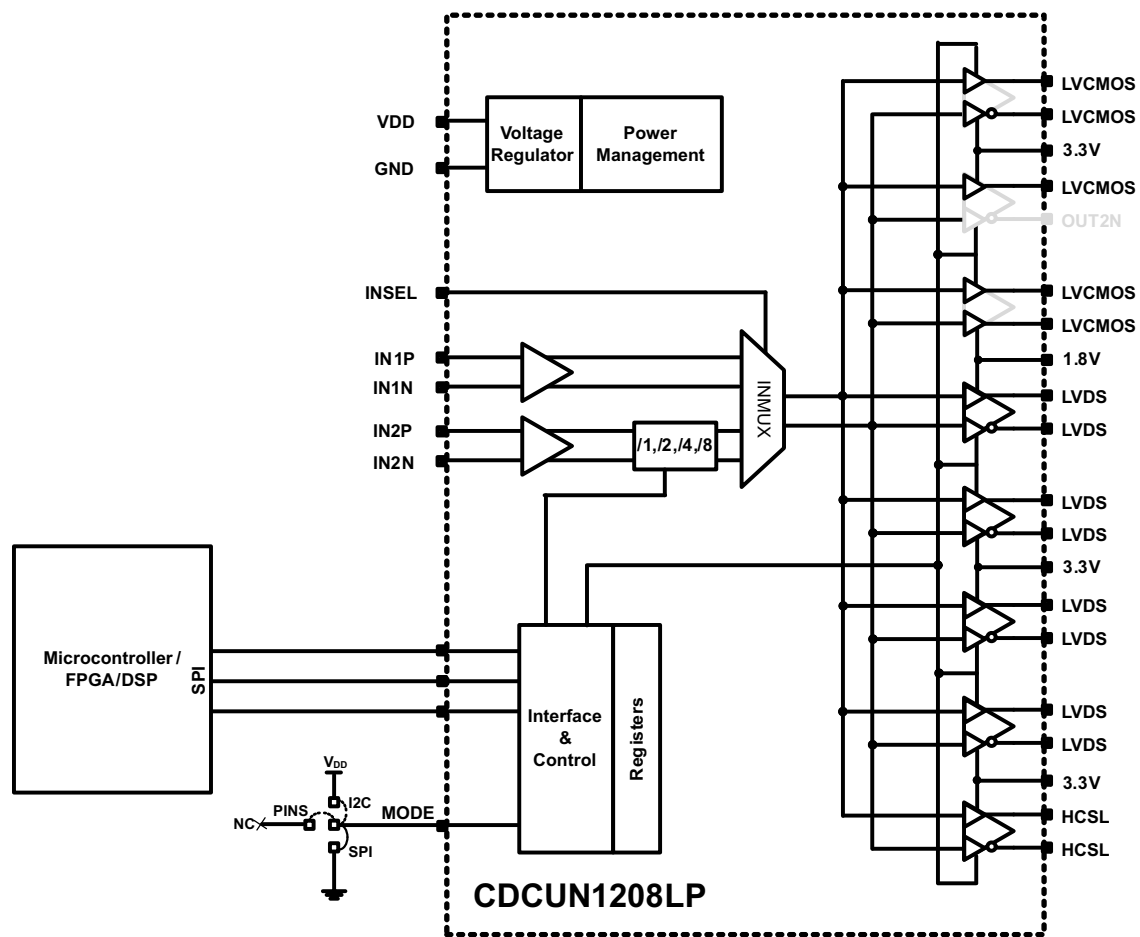 VDD
GND
Voltage
Regulator
Power
Management
INSEL
IN1P
IN1N
IN2P
IN2N
/1,/2,/4,/8
INMUX
LVCMOS
LVCMOS
3.3V
LVCMOS
OUT2N
LVCMOS
LVCMOS
1.8V
LVDS
LVDS
LVDS
LVDS
3.3V
LVDS
LVDS
LVDS
LVDS
3.3V
HCSL
HCSL
Microcontroller /
FPGA/DSP
SPI
Interface
&
Control
Registers
VDD
I2C
PINS
NC
MODE
SPI
CDCUN1208LP